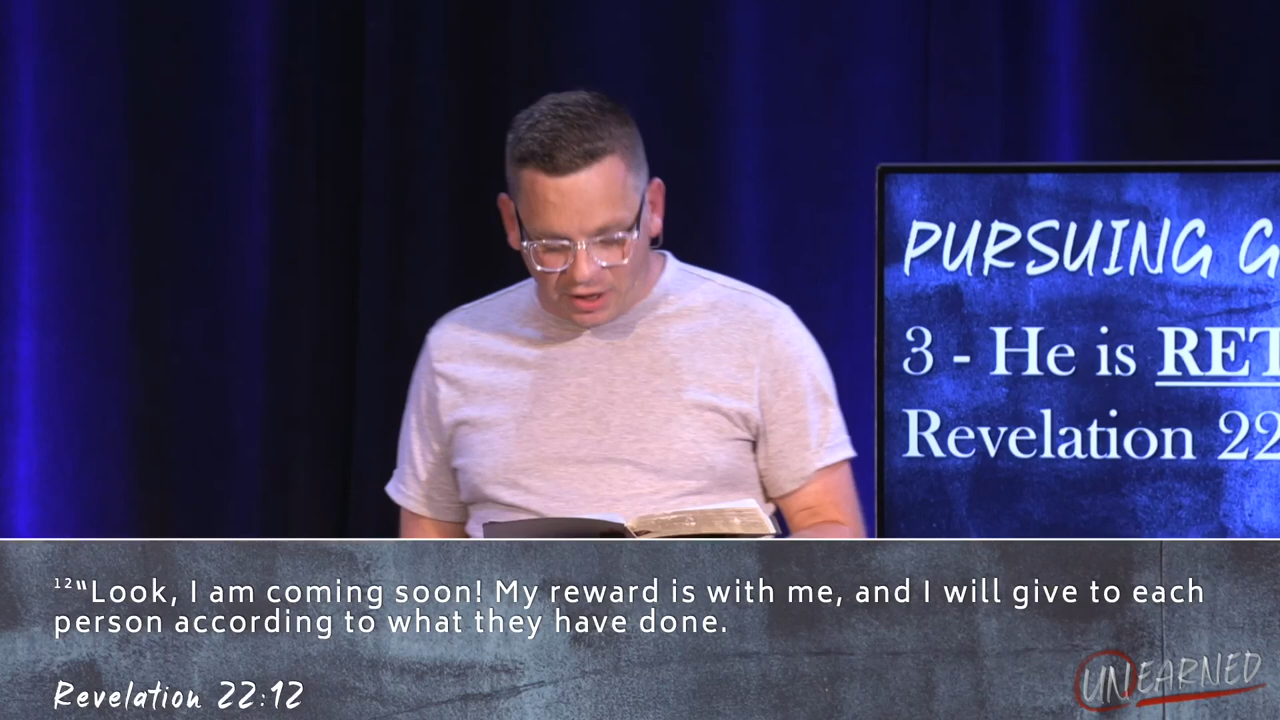 PURSUING G
3 - He is RET
Revelation 22
¹²“Look, I am coming soon! My reward is with me, and I will give to each
person according to what they have done.
Revelation 22:12
UNEARNED